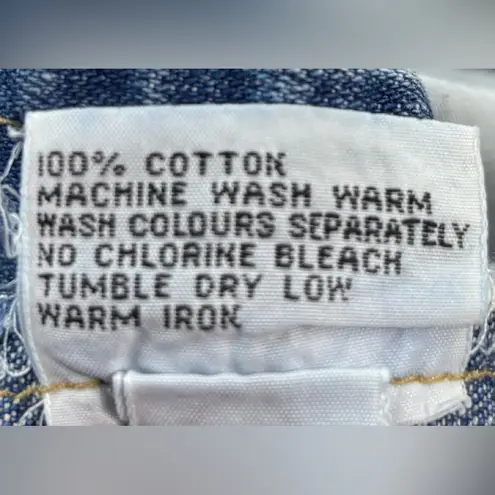 100% COTTON
MACHINE WASH WARM
WASH COLOURS SEPARATELY
NO CHLORINE BLEACH
TUMBLE DRY LOW
WARM IRON